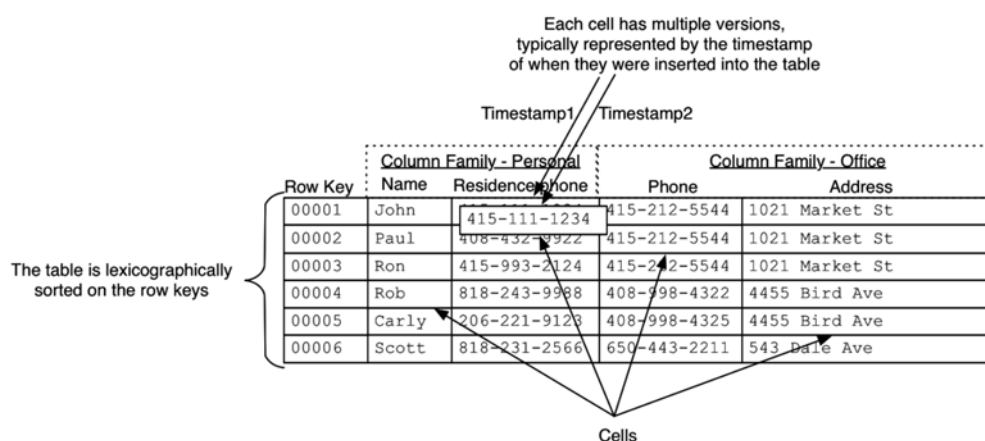 Each cell has multiple versions,
typically represented by the timestamp
of when they were inserted into the table
Timestamp1 Timestamp2
Column Family - Personal Column Family - Office
Row Key Name Residence phone Phone Address
00001 John 415-212-5544 1021 Market St
415-111-1234
00002 Paul 408-432-9922 415-212-5544 1021 Market St
00003 Ron 415-993-2124 415-212-5544 1021 Market St
The table is lexicographically
sorted on the row keys
00004 Rob 818-243-9988 408-998-4322 4455 Bird Ave
00005 Carly 206-221-9123 408-998-4325 4455 Bird Ave
00006 Scott 818-231-2566 650-443-2211 543 Dale Ave
Cells